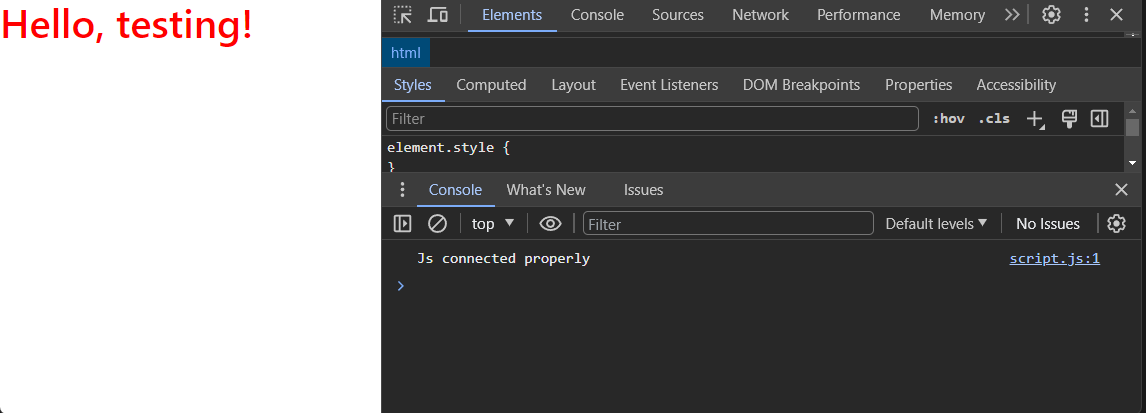 Hello, testing!
Elements Console Sources Network Performance Memory
html
Styles Computed Layout Event Listeners DOM Breakpoints Properties Accessibility
Filter :hov .cls
element.style {
}
Console What's New Issues
top Filter Default levels No Issues
Js connected properly script.js:1